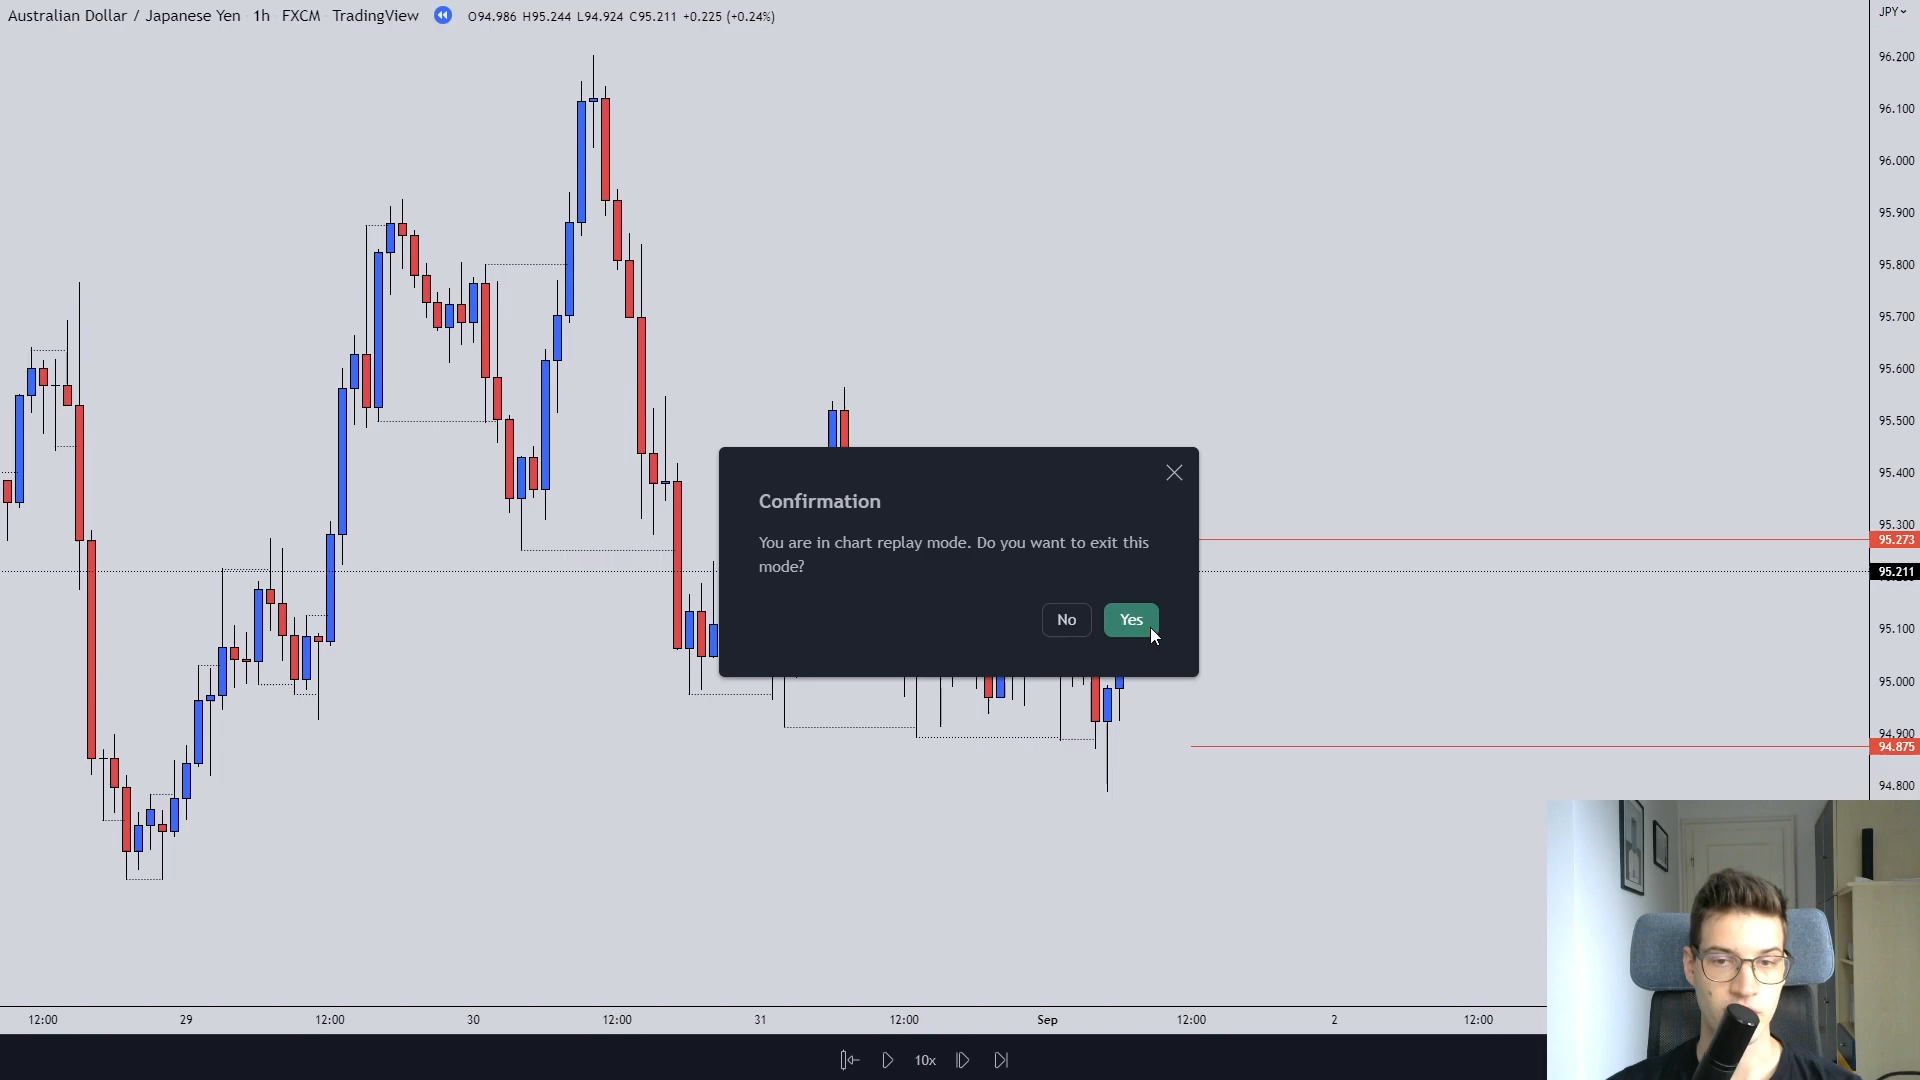 Australian Dollar / Japanese Yen 1h FXCM TradingView O94.986 H95.244 L94.924 C95.211 +0.225 (+0.24%)
JPY
96.200
96.100
96.000
95.900
95.800
95.700
95.600
95.500
95.400
95.300
95.273
95.211
95.100
95.000
94.900
94.875
94.800
Confirmation
You are in chart replay mode. Do you want to exit this
mode?
No Yes
12:00 29 12:00 30 12:00 31 12:00 Sep 12:00 2 12:00
10x